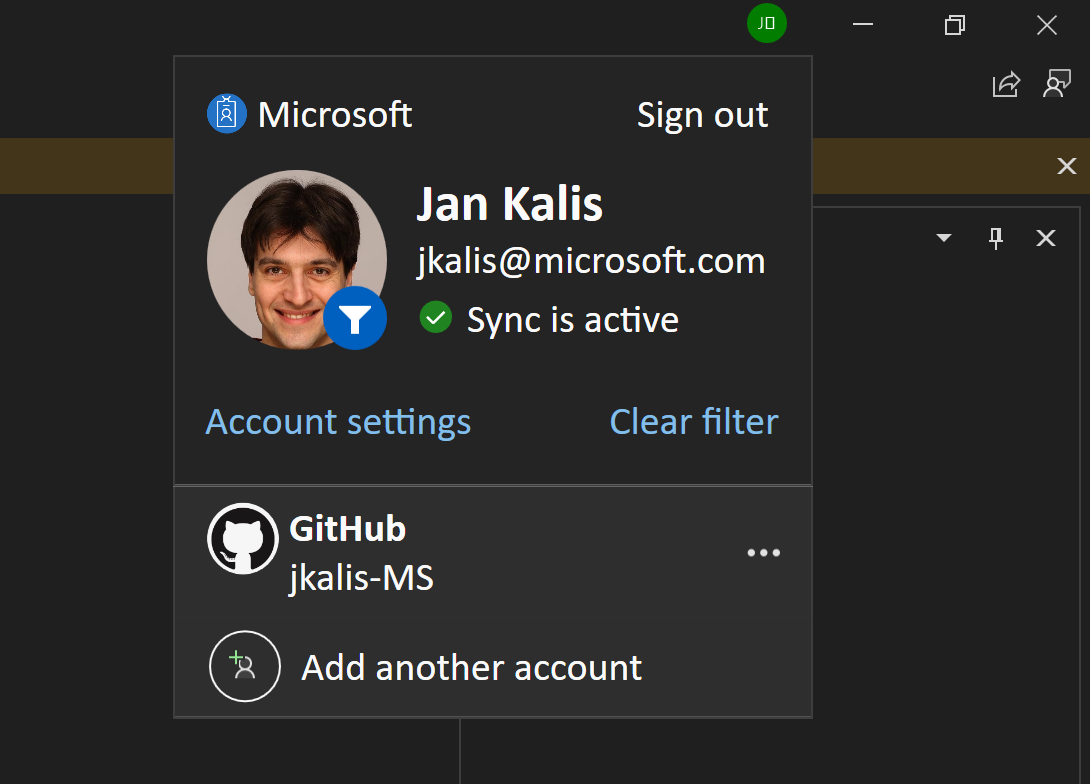 Microsoft
Sign out
Jan Kalis
jkalis@microsoft.com
Sync is active
Account settings
Clear filter
GitHub
jkalis-MS
Add another account